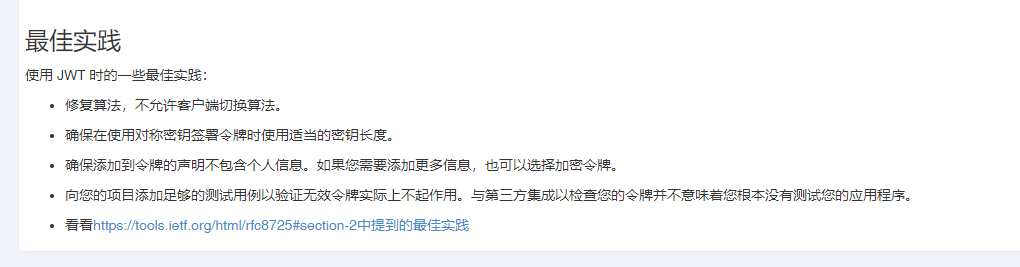 最佳实践
使用 JWT 时的一些最佳实践：
修复算法，不允许客户端切换算法。
确保在使用对称密钥签署令牌时使用适当的密钥长度。
确保添加到令牌的声明不包含个人信息。如果您需要添加更多信息，也可以选择加密令牌。
向您的项目添加足够的测试用例以验证无效令牌实际上不起作用。与第三方集成以检查您的令牌并不意味着您根本没有测试您的应用程序。
看看https://tools.ietf.org/html/rfc8725#section-2中提到的最佳实践